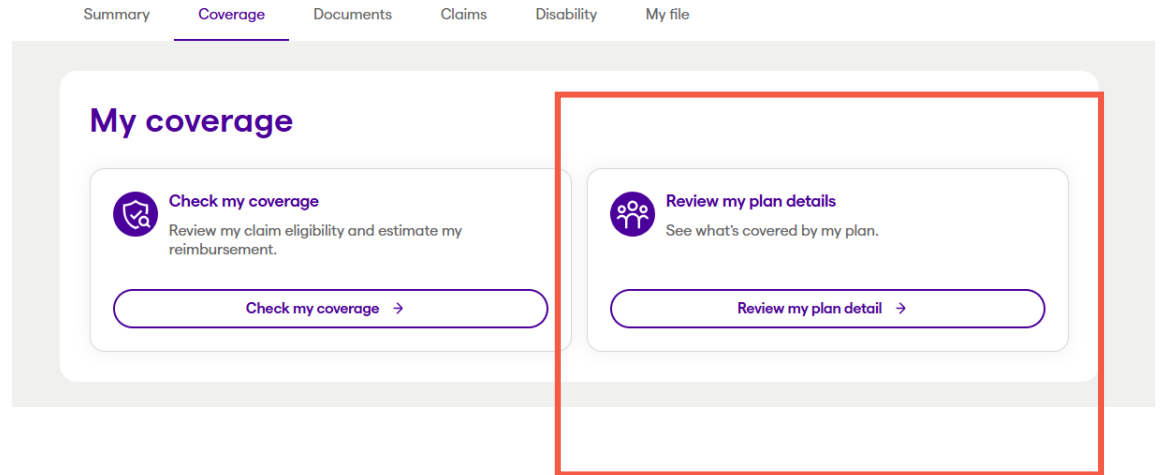 Summary Coverage Documents Claims Disability My file
My coverage
Check my coverage
Review my claim eligibility and estimate my
reimbursement.
Check my coverage →
Review my plan details
See what's covered by my plan.
Review my plan detail →